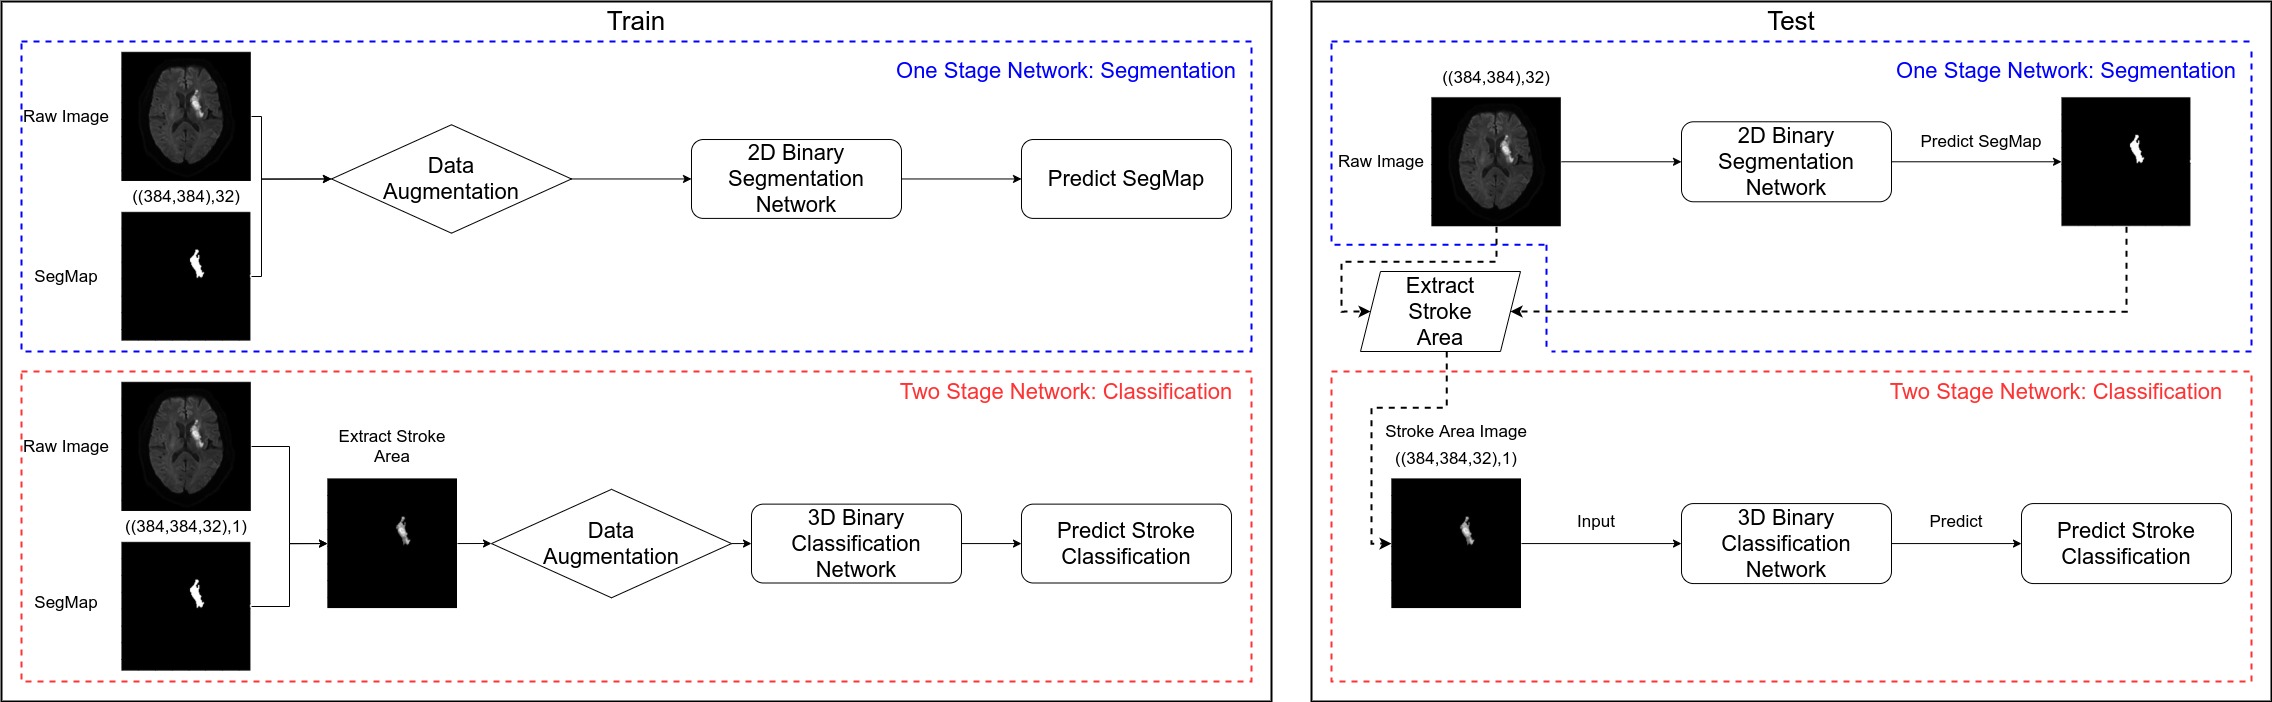 Train
One Stage Network: Segmentation
Raw Image
((384,384),32)
SegMap
Data
Augmentation
2D Binary
Segmentation
Network
Predict SegMap
Two Stage Network: Classification
Raw Image
((384,384,32),1)
SegMap
Extract Stroke
Area
Data
Augmentation
3D Binary
Classification
Network
Predict Stroke
Classification
Test
One Stage Network: Segmentation
((384,384),32)
Raw Image
2D Binary
Segmentation
Network
Predict SegMap
Extract
Stroke
Area
Two Stage Network: Classification
Stroke Area Image
((384,384,32),1)
Input
3D Binary
Classification
Network
Predict
Predict Stroke
Classification